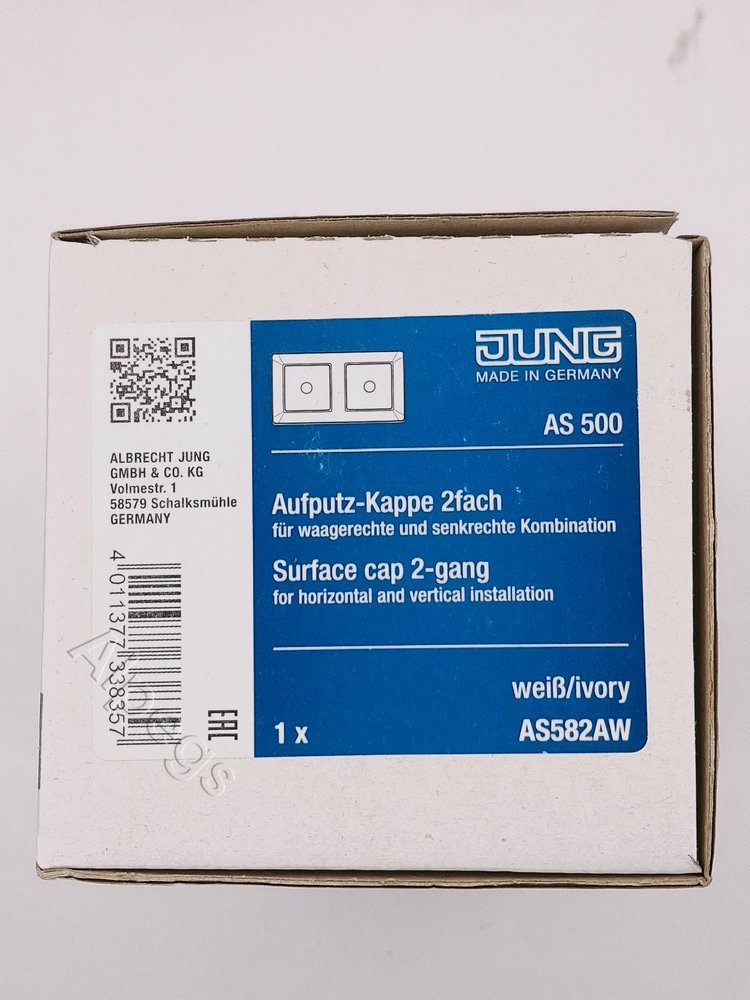 JUNG
MADE IN GERMANY
AS 500
ALBRECHT JUNG
GMBH & CO. KG
Volmestr. 1
58579 Schalksmühle
GERMANY
Aufputz-Kappe 2fach
für waagerechte und senkrechte Kombination
Surface cap 2-gang
for horizontal and vertical installation
4 011377 338357
EAC
weiß/ivory
1 x
AS582AW
Alpegs